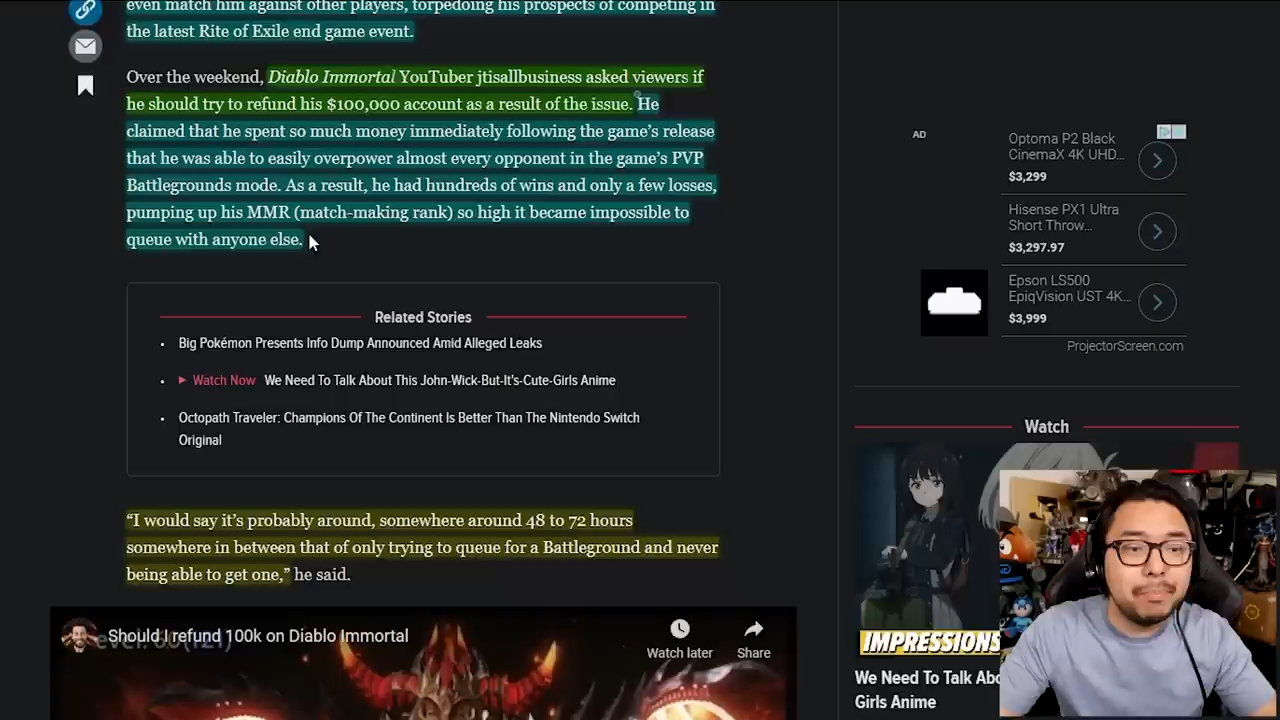 even match him against other players, torpedoing his prospects of competing in
the latest Rite of Exile end game event.
Over the weekend, Diablo Immortal YouTuber jtisallbusiness asked viewers if
he should try to refund his $100,000 account as a result of the issue. He
claimed that he spent so much money immediately following the game's release
that he was able to easily overpower almost every opponent in the game's PVP
Battlegrounds mode. As a result, he had hundreds of wins and only a few losses,
pumping up his MMR (match-making rank) so high it became impossible to
queue with anyone else.
Related Stories
Big Pokémon Presents Info Dump Announced Amid Alleged Leaks
Watch Now We Need To Talk About This John-Wick-But-It's-Cute-Girls Anime
Octopath Traveler: Champions Of The Continent Is Better Than The Nintendo Switch
Original
“I would say it's probably around, somewhere around 48 to 72 hours
somewhere in between that of only trying to queue for a Battleground and never
being able to get one,” he said.
Should I refund 100k on Diablo Immortal
Watch later
Share
AD
Optoma P2 Black
CinemaX 4K UHD...
$3,299
Hisense PX1 Ultra
Short Throw...
$3,297.97
Epson LS500
EpiqVision UST 4K...
$3,999
ProjectorScreen.com
Watch
IMPRESSIONS
We Need To Talk Abo
Girls Anime